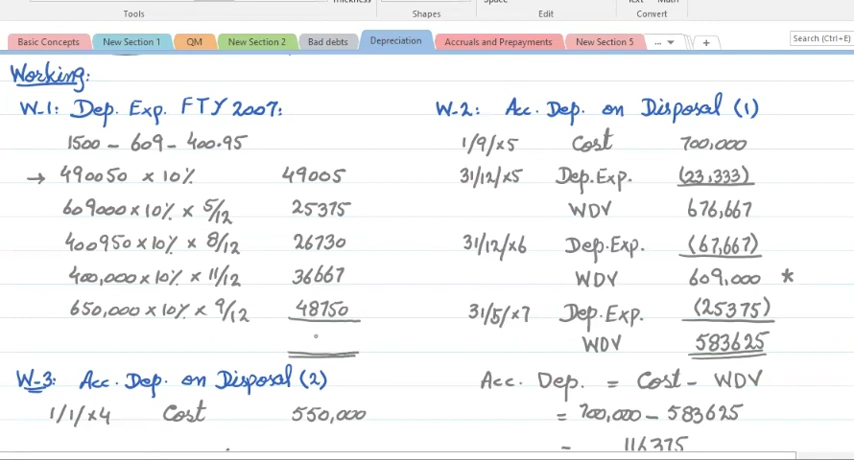 Thickness Space Text Math
Tools Shapes Edit Convert
Basic Concepts New Section 1 QM New Section 2 Bad debts Depreciation Accruals and Prepayments New Section 5 ... + Search (Ctrl+E)
Working:
W-1: Dep. Exp. FTY 2007:
1500 - 609 - 400.95
→ 490050 x 10% 49005
609000 x 10% x 5/12 25375
400950 x 10% x 8/12 26730
400,000 x 10% x 11/12 36667
650,000 x 10% x 9/12 48750
W-3: Acc. Dep. on Disposal (2)
1/1/x4 Cost 550,000
W-2: Acc. Dep. on Disposal (1)
1/9/x5 Cost 700,000
31/12/x5 Dep. Exp. (23,333)
WDV 676,667
31/12/x6 Dep. Exp. (67,667)
WDV 609,000 *
31/5/x7 Dep. Exp. (25375)
WDV 583625
Acc. Dep. = Cost - WDV
= 700,000 - 583625
= 116375